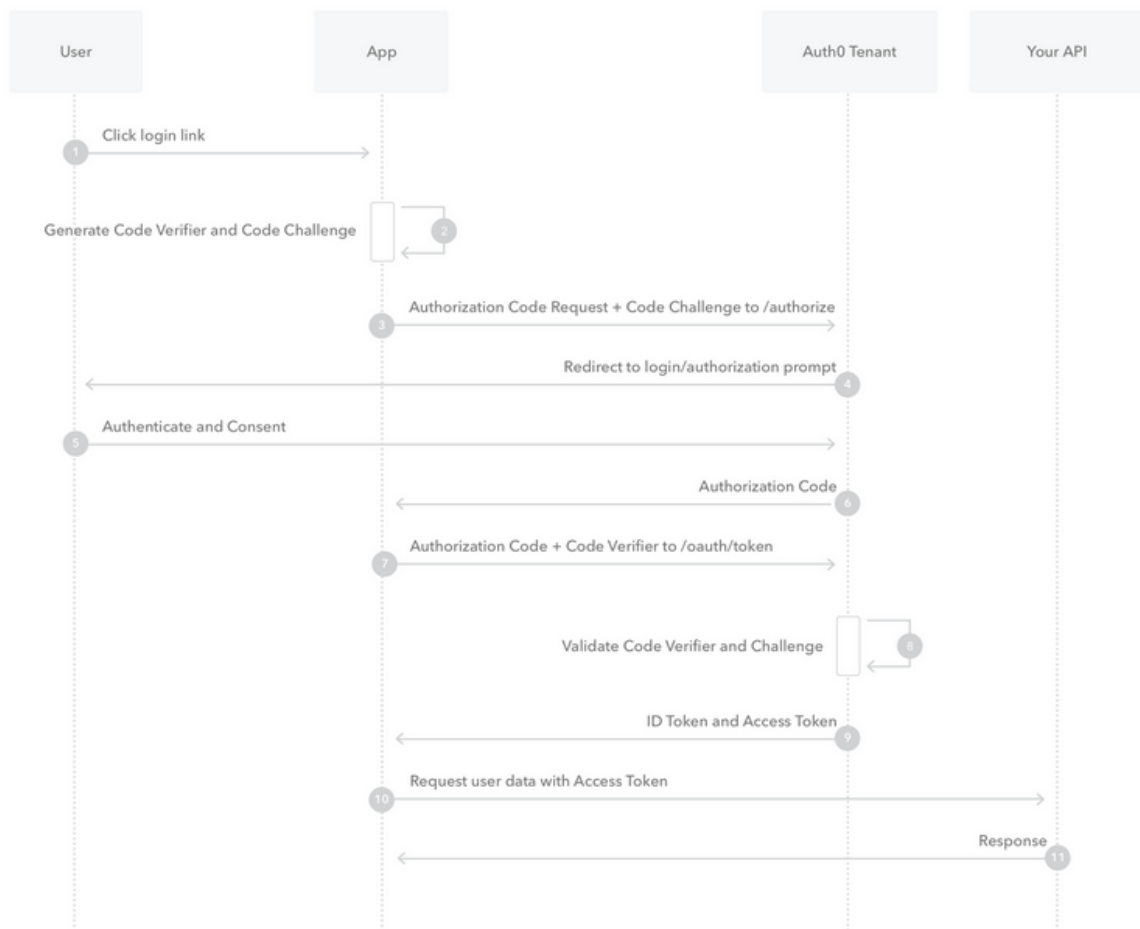 User
App
Auth0 Tenant
Your API
Click login link
1
Generate Code Verifier and Code Challenge
2
Authorization Code Request + Code Challenge to /authorize
3
Redirect to login/authorization prompt
4
Authenticate and Consent
5
Authorization Code
6
Authorization Code + Code Verifier to /oauth/token
7
Validate Code Verifier and Challenge
8
ID Token and Access Token
9
Request user data with Access Token
10
Response
11